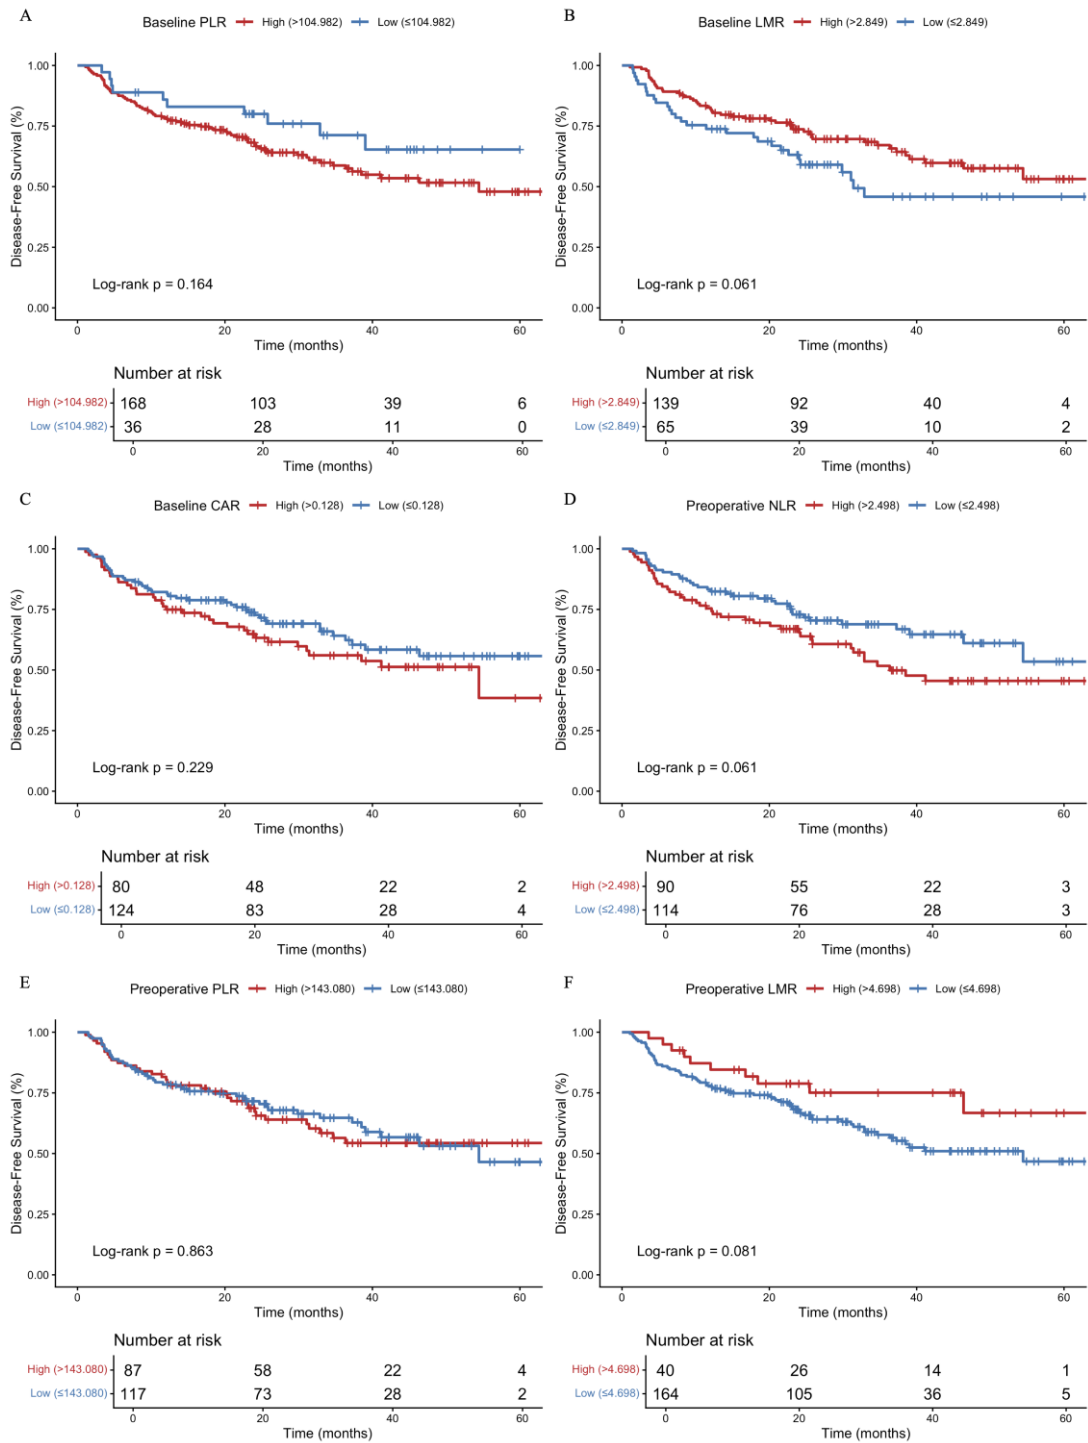 A
Baseline PLR High (>104.982) Low (≤104.982)
Disease-Free Survival (%)
1.00
0.75
0.50
0.25
0.00
Log-rank p = 0.164
0 20 40 60
Time (months)
Number at risk
High (>104.982) 168 103 39 6
Low (≤104.982) 36 28 11 0
0 20 40 60
Time (months)
B
Baseline LMR High (>2.849) Low (≤2.849)
Disease-Free Survival (%)
1.00
0.75
0.50
0.25
0.00
Log-rank p = 0.061
0 20 40 60
Time (months)
Number at risk
High (>2.849) 139 92 40 4
Low (≤2.849) 65 39 10 2
0 20 40 60
Time (months)
C
Baseline CAR High (>0.128) Low (≤0.128)
Disease-Free Survival (%)
1.00
0.75
0.50
0.25
0.00
Log-rank p = 0.229
0 20 40 60
Time (months)
Number at risk
High (>0.128) 80 48 22 2
Low (≤0.128) 124 83 28 4
0 20 40 60
Time (months)
D
Preoperative NLR High (>2.498) Low (≤2.498)
Disease-Free Survival (%)
1.00
0.75
0.50
0.25
0.00
Log-rank p = 0.061
0 20 40 60
Time (months)
Number at risk
High (>2.498) 90 55 22 3
Low (≤2.498) 114 76 28 3
0 20 40 60
Time (months)
E
Preoperative PLR High (>143.080) Low (≤143.080)
Disease-Free Survival (%)
1.00
0.75
0.50
0.25
0.00
Log-rank p = 0.863
0 20 40 60
Time (months)
Number at risk
High (>143.080) 87 58 22 4
Low (≤143.080) 117 73 28 2
0 20 40 60
Time (months)
F
Preoperative LMR High (>4.698) Low (≤4.698)
Disease-Free Survival (%)
1.00
0.75
0.50
0.25
0.00
Log-rank p = 0.081
0 20 40 60
Time (months)
Number at risk
High (>4.698) 40 26 14 1
Low (≤4.698) 164 105 36 5
0 20 40 60
Time (months)